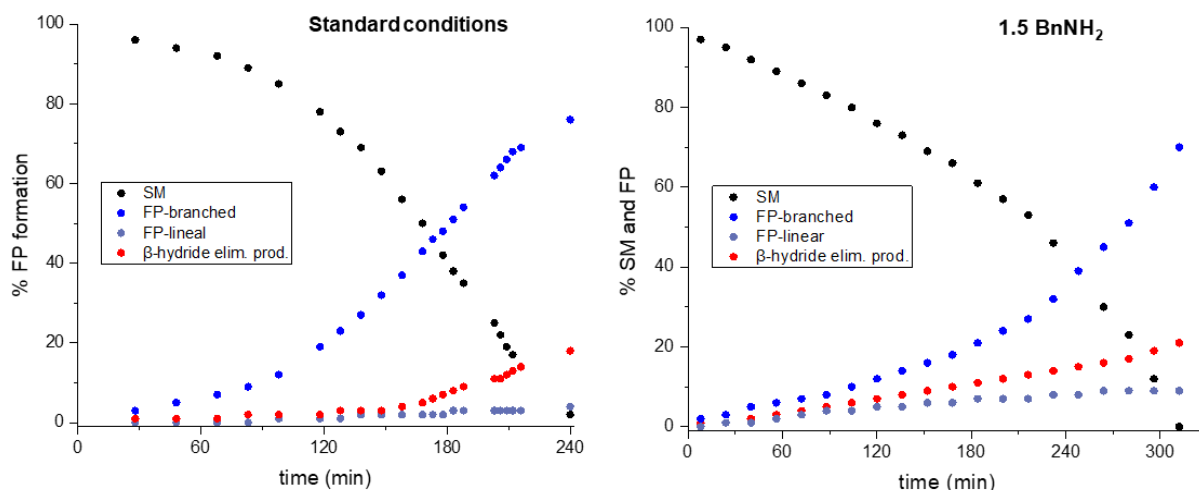 Standard conditions
% FP formation
100
80
60
40
20
0
SM
FP-branched
FP-lineal
β-hydride elim. prod.
0
60
120
180
240
time (min)
1.5 BnNH₂
% SM and FP
100
80
60
40
20
0
SM
FP-branched
FP-linear
β-hydride elim. prod.
0
60
120
180
240
300
time (min)